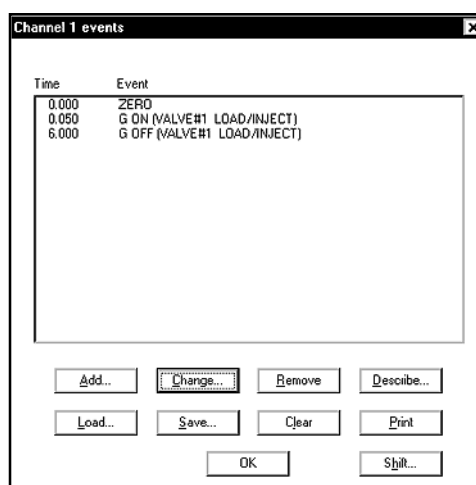 Channel 1 events
Time Event
0.000 ZERO
0.050 G ON (VALVE#1 LOAD/INJECT)
6.000 G OFF (VALVE#1 LOAD/INJECT)
Add... Change... Remove Describe...
Load... Save... Clear Print
OK Shift...